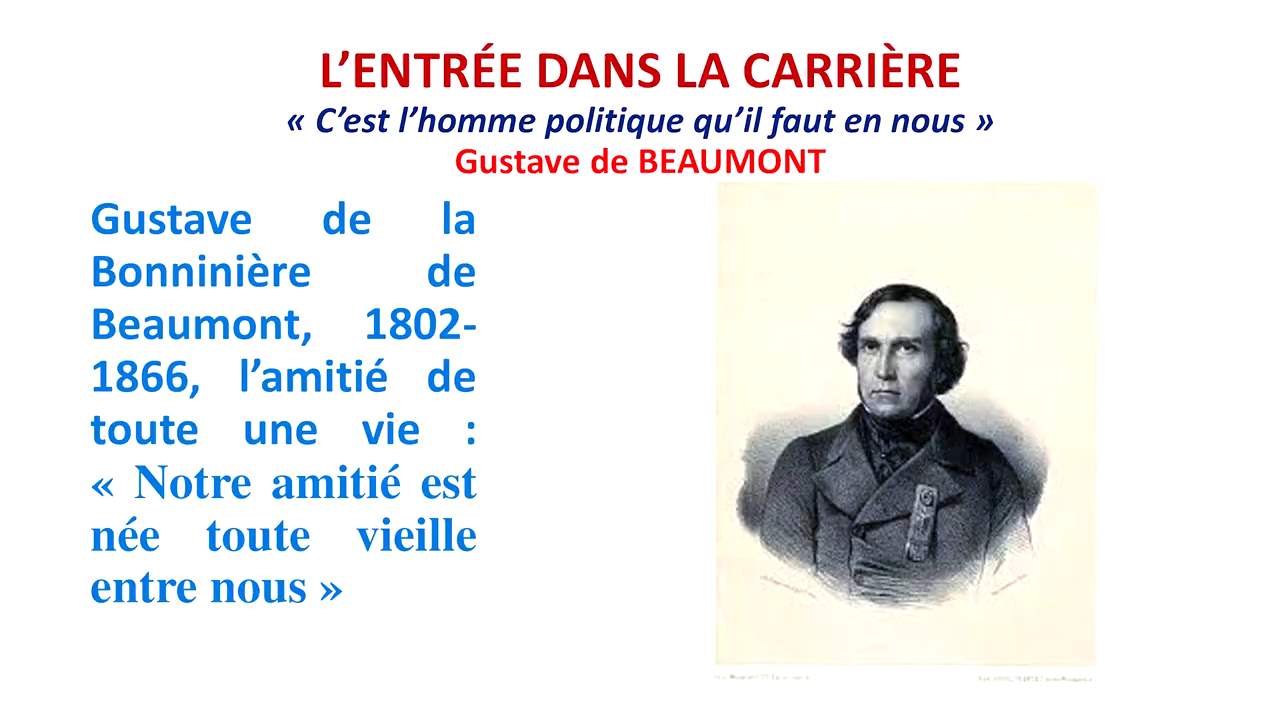 L’ENTRÉE DANS LA CARRIÈRE
« C’est l’homme politique qu’il faut en nous »
Gustave de BEAUMONT
Gustave de la
Bonninière de
Beaumont, 1802-
1866, l’amitié de
toute une vie :
« Notre amitié est
née toute vieille
entre nous »